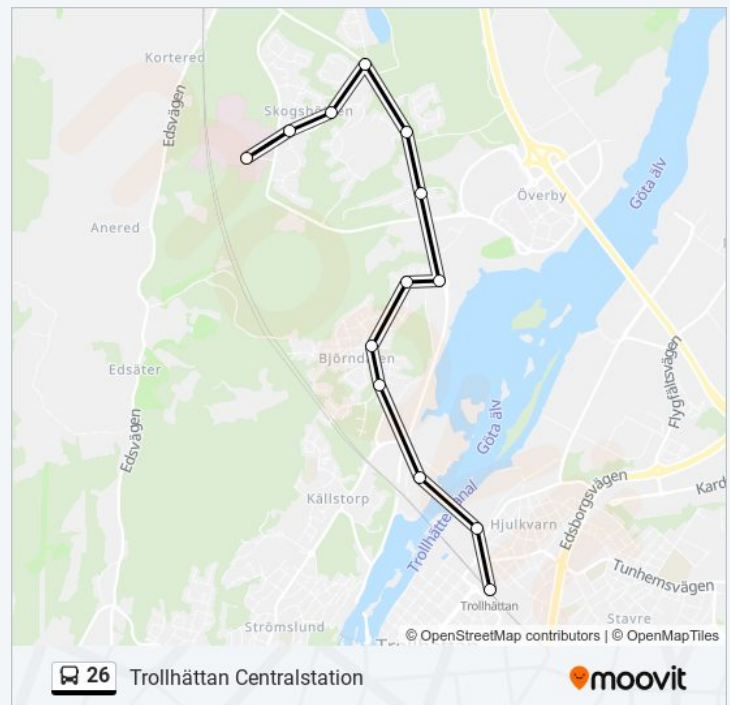 Kortered
Edsvägen
Skogshöjden
Göta älv
Överby
Anered
Björndalen
Edsäter
Flygfältsvägen
Edsvägen
Göta älv
Källstorp
Trollhätte kanal
Hjulkvarn
Edsborgsvägen
Kard
Tunhemsvägen
Trollhättan
Stavre
Strömslund
Trollhättan
© OpenStreetMap contributors | © OpenMapTiles
26 Trollhättan Centralstation
moovit